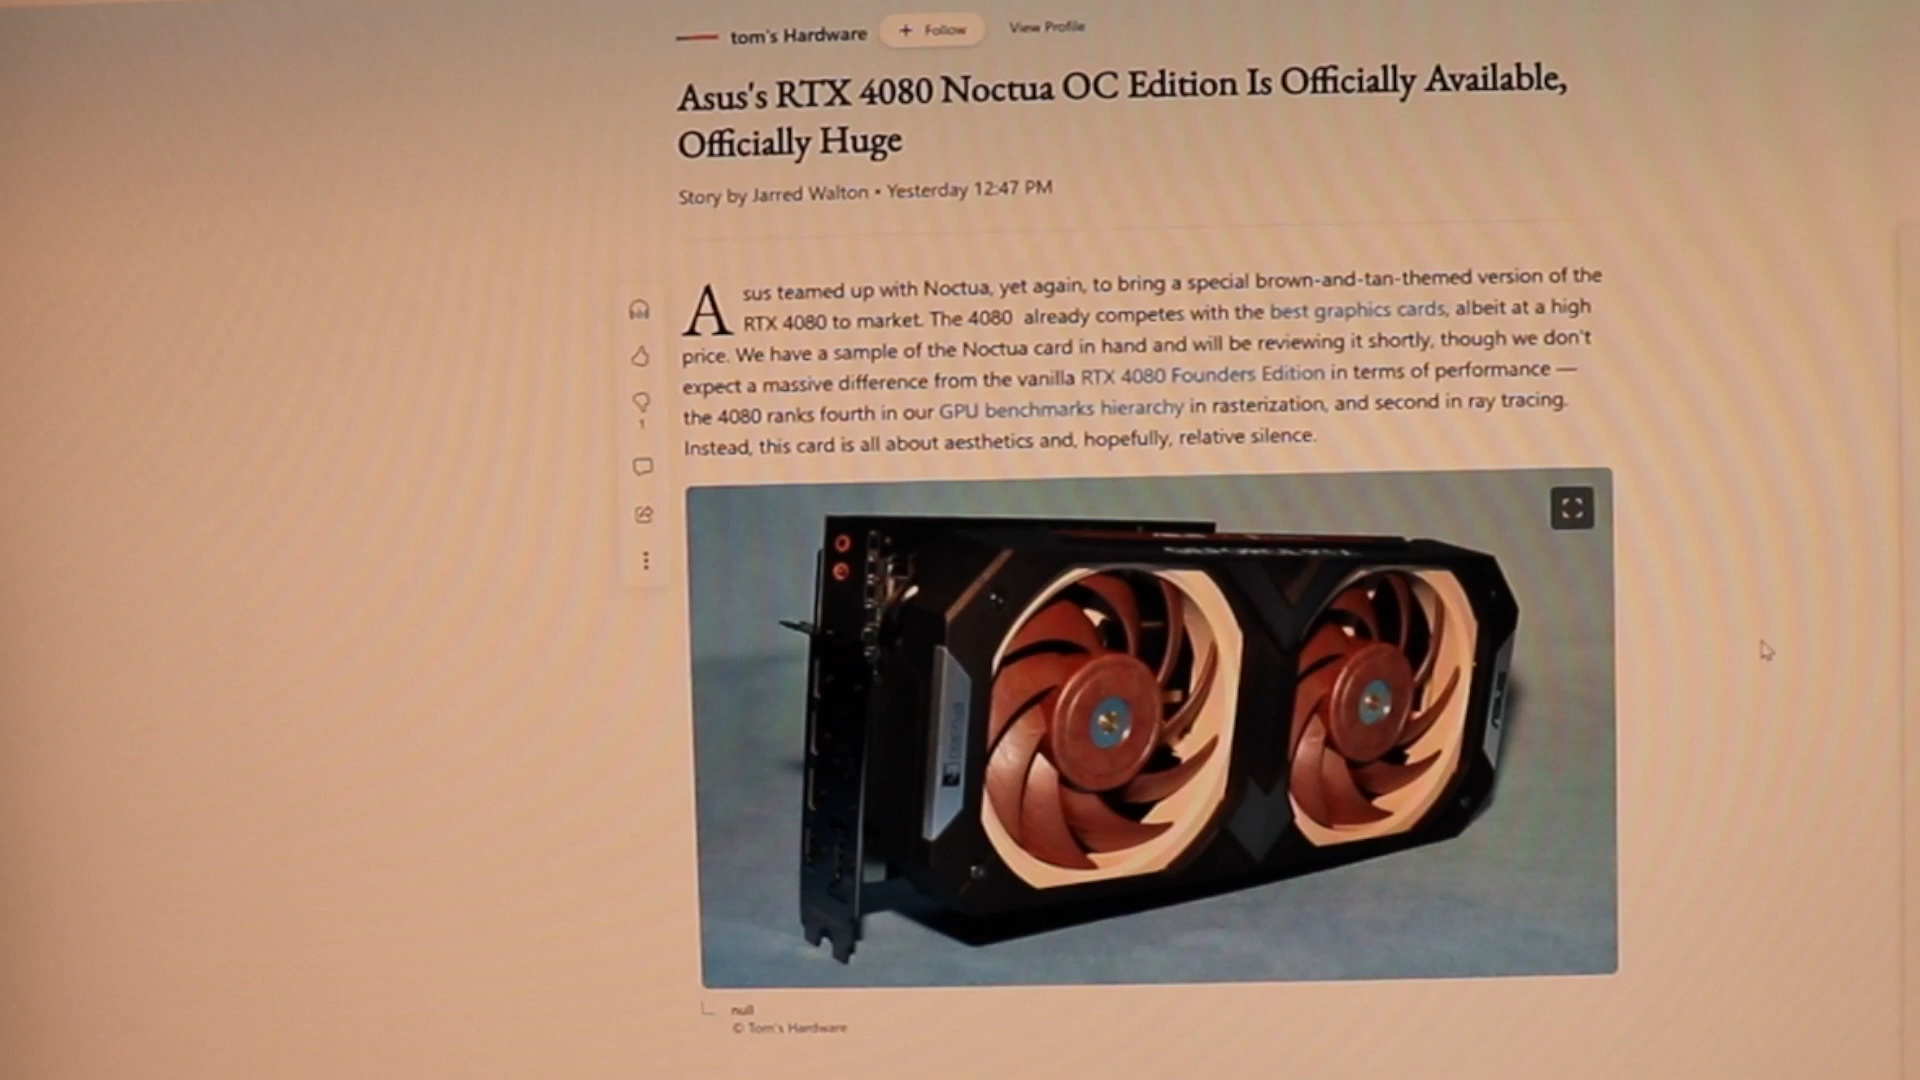 tom's Hardware
+ Follow
View Profile
Asus's RTX 4080 Noctua OC Edition Is Officially Available,
Officially Huge
Story by Jarred Walton • Yesterday 12:47 PM
Asus teamed up with Noctua, yet again, to bring a special brown-and-tan-themed version of the
RTX 4080 to market. The 4080 already competes with the best graphics cards, albeit at a high
price. We have a sample of the Noctua card in hand and will be reviewing it shortly, though we don't
expect a massive difference from the vanilla RTX 4080 Founders Edition in terms of performance —
the 4080 ranks fourth in our GPU benchmarks hierarchy in rasterization, and second in ray tracing.
Instead, this card is all about aesthetics and, hopefully, relative silence.
1
null
© Tom's Hardware